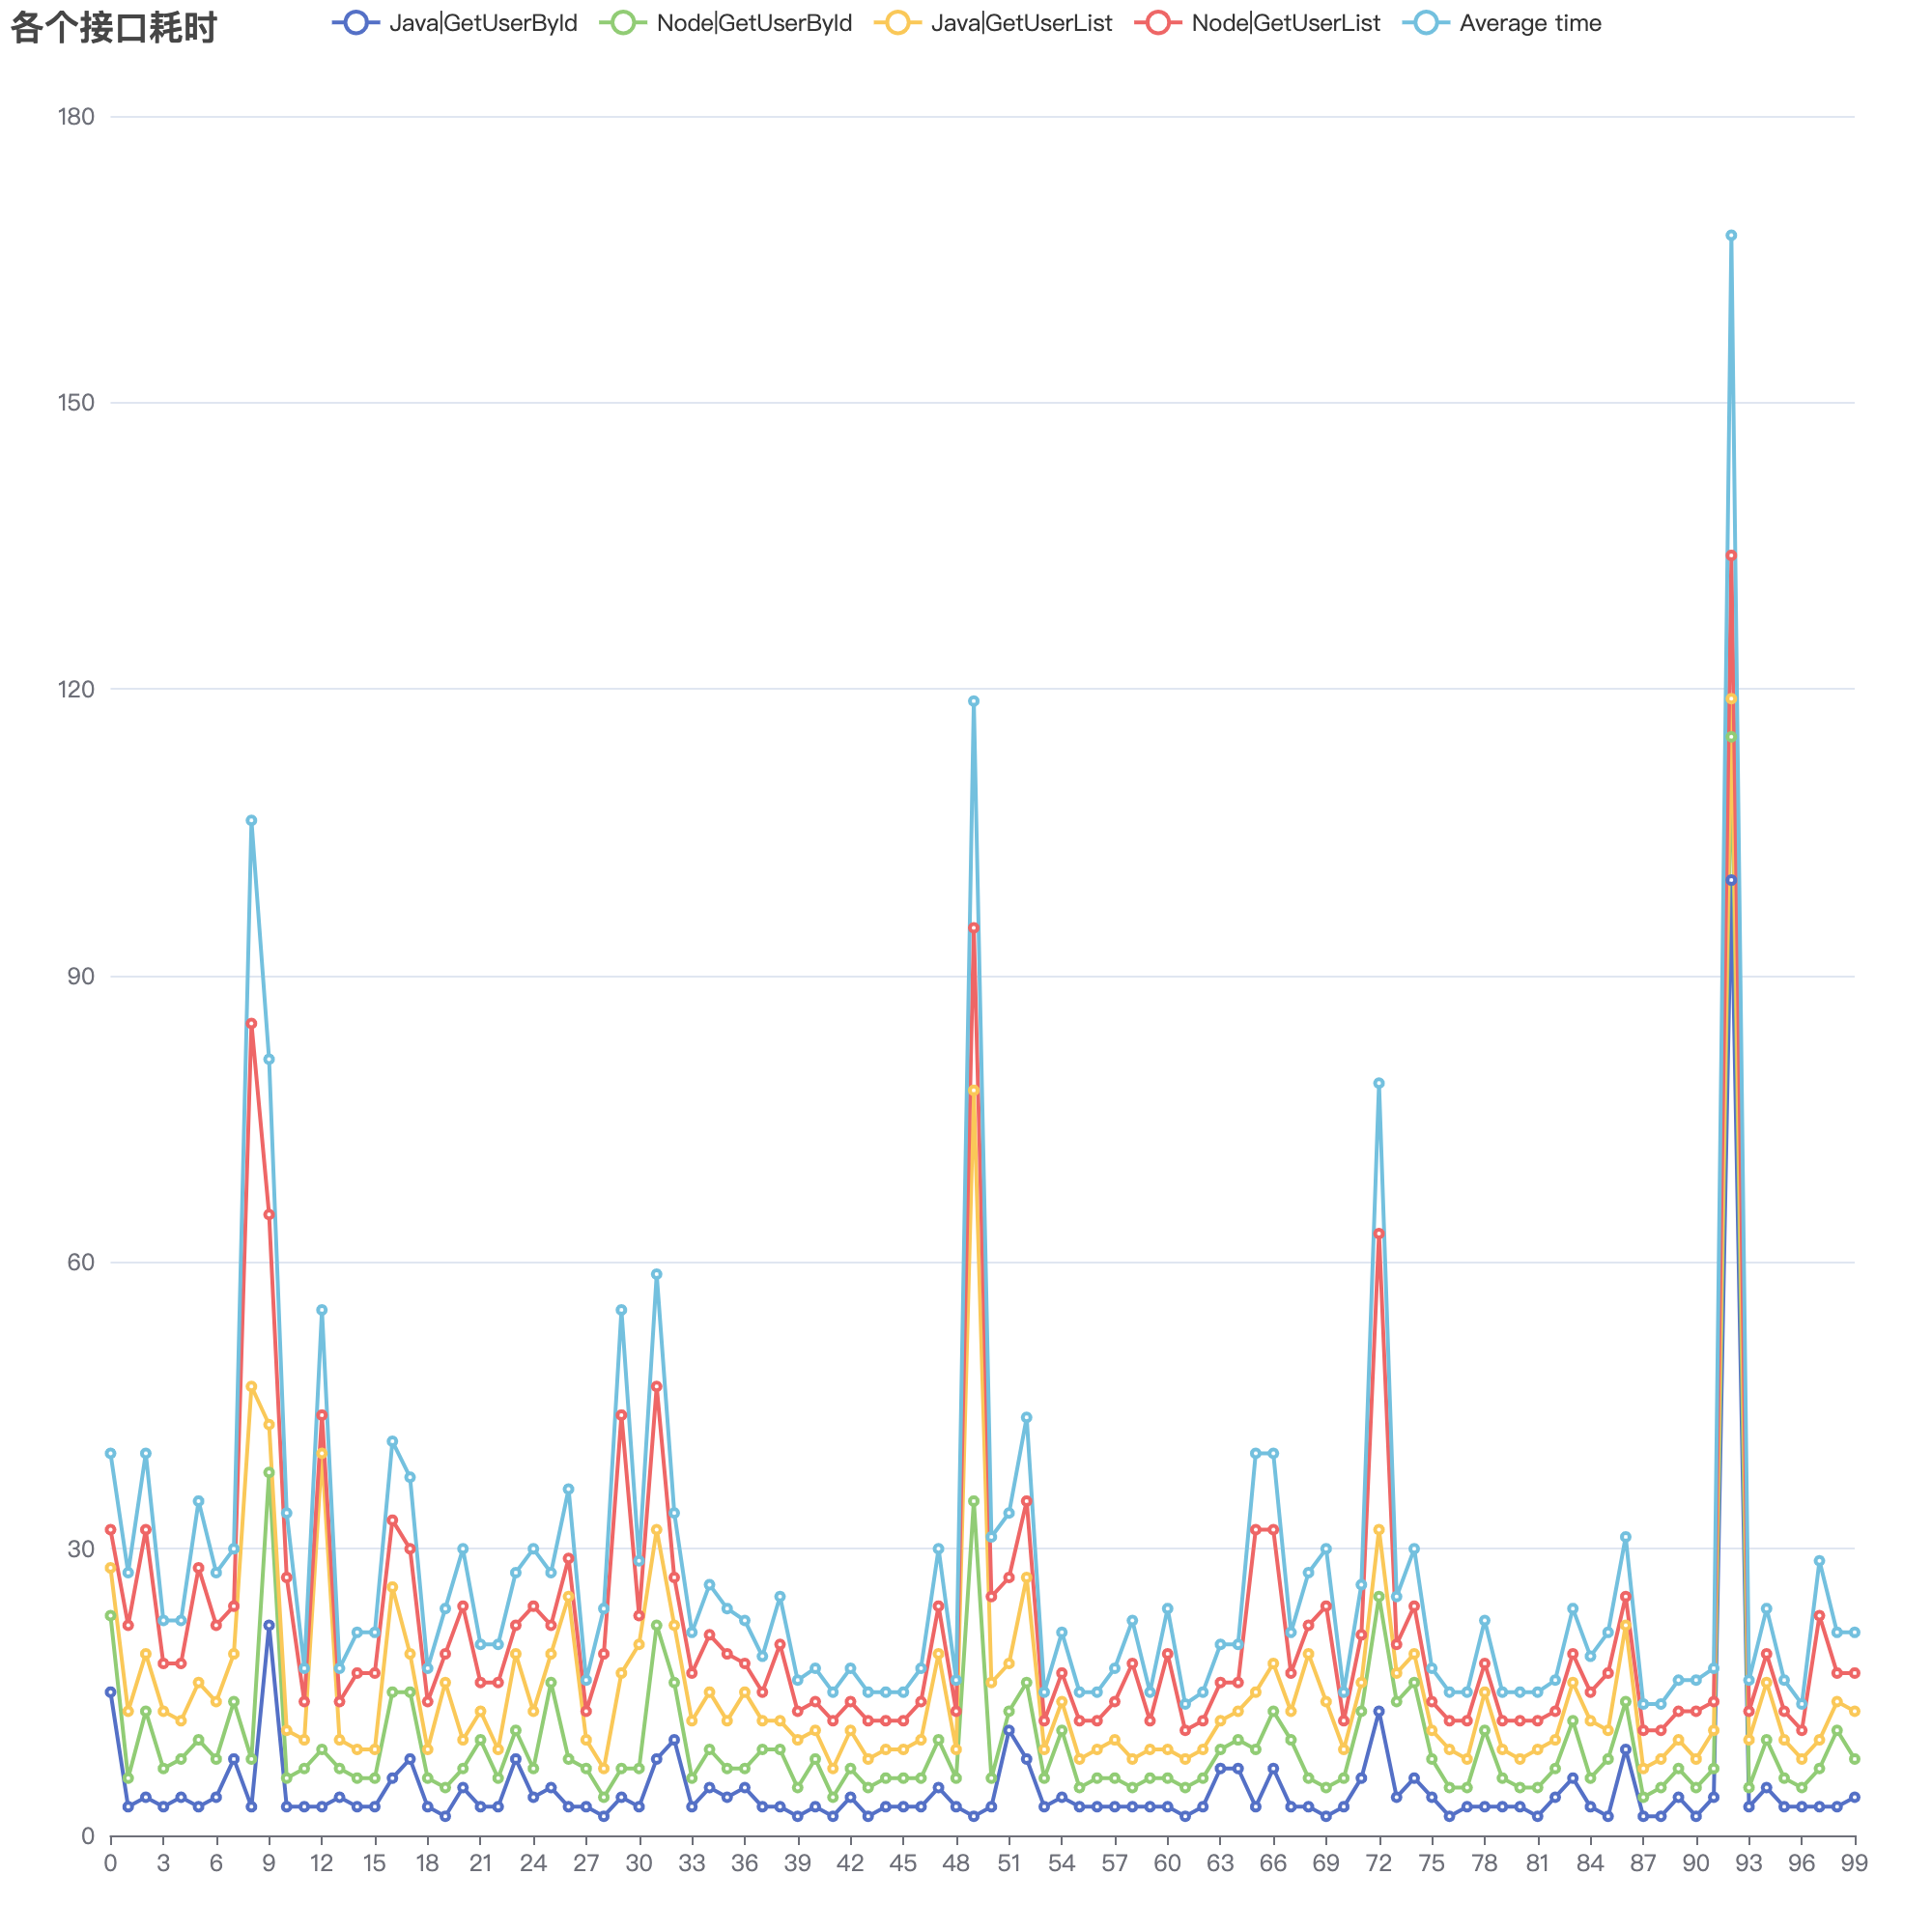 各个接口耗时
Java|GetUserById Node|GetUserById Java|GetUserList Node|GetUserList Average time
180
150
120
90
60
30
0
0 3 6 9 12 15 18 21 24 27 30 33 36 39 42 45 48 51 54 57 60 63 66 69 72 75 78 81 84 87 90 93 96 99